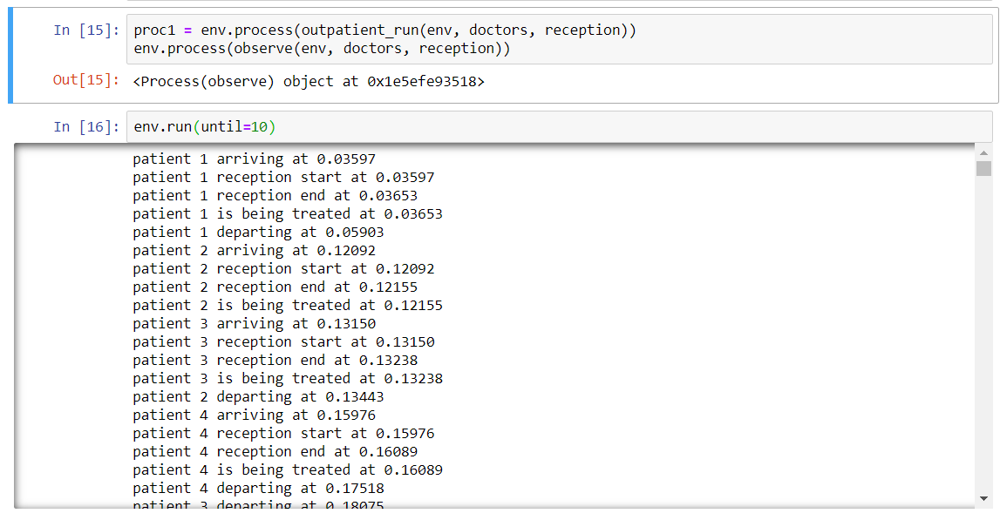 In [15]: proc1 = env.process(outpatient_run(env, doctors, reception))
env.process(observe(env, doctors, reception))
Out[15]: <Process(observe) object at 0x1e5efe93518>
In [16]: env.run(until=10)
patient 1 arriving at 0.03597
patient 1 reception start at 0.03597
patient 1 reception end at 0.03653
patient 1 is being treated at 0.03653
patient 1 departing at 0.05903
patient 2 arriving at 0.12092
patient 2 reception start at 0.12092
patient 2 reception end at 0.12155
patient 2 is being treated at 0.12155
patient 3 arriving at 0.13150
patient 3 reception start at 0.13150
patient 3 reception end at 0.13238
patient 3 is being treated at 0.13238
patient 2 departing at 0.13443
patient 4 arriving at 0.15976
patient 4 reception start at 0.15976
patient 4 reception end at 0.16089
patient 4 is being treated at 0.16089
patient 4 departing at 0.17518
patient 3 departing at 0.18075